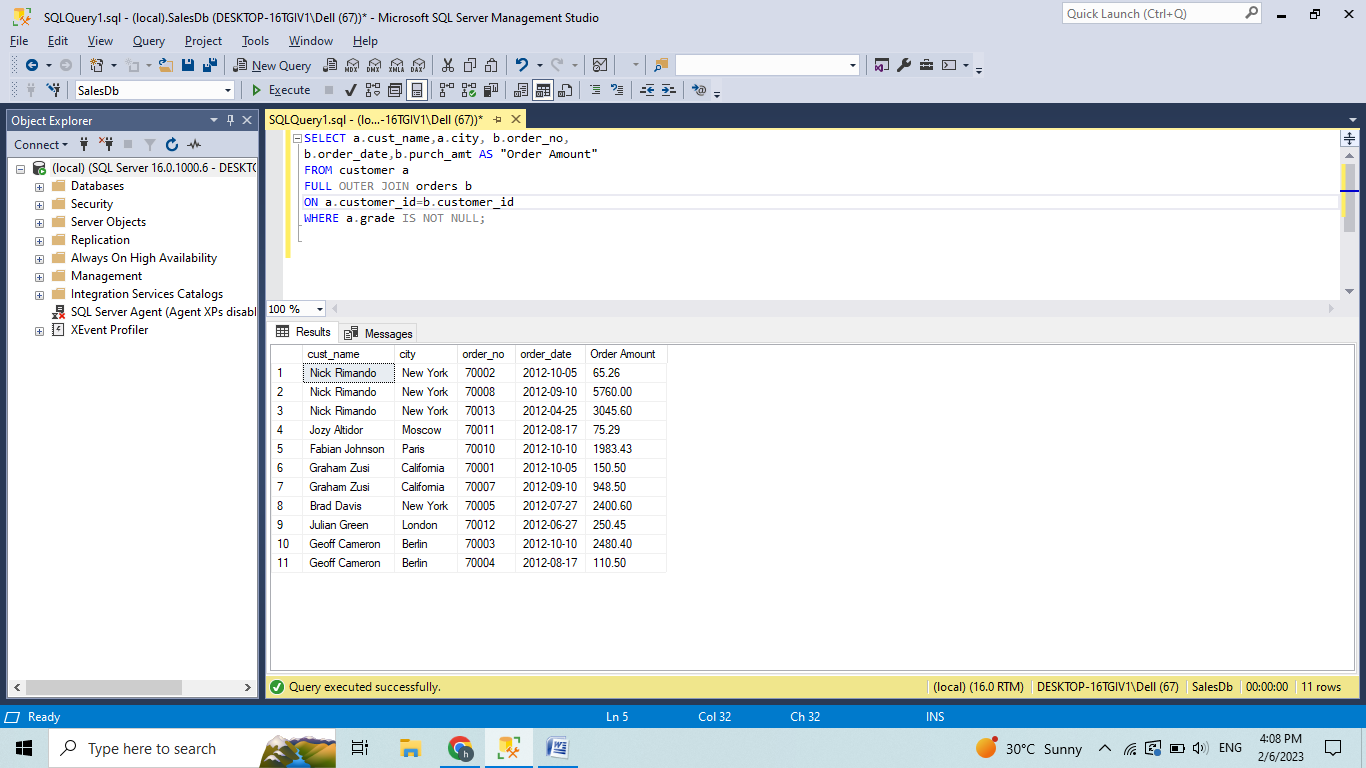 SQLQuery1.sql - (local).SalesDb (DESKTOP-16TGIV1\Dell (67))* - Microsoft SQL Server Management Studio
Quick Launch (Ctrl+Q)
File Edit View Query Project Tools Window Help
New Query MDX DMX XMLA DAX
SalesDb Execute
Object Explorer
Connect
(local) (SQL Server 16.0.1000.6 - DESKT
Databases
Security
Server Objects
Replication
Always On High Availability
Management
Integration Services Catalogs
SQL Server Agent (Agent XPs disabl
XEvent Profiler
SQLQuery1.sql - (lo...-16TGIV1\Dell (67))*
SELECT a.cust_name,a.city, b.order_no,
b.order_date,b.purch_amt AS "Order Amount"
FROM customer a
FULL OUTER JOIN orders b
ON a.customer_id=b.customer_id
WHERE a.grade IS NOT NULL;
100 %
Results Messages
cust_name city order_no order_date Order Amount
1 Nick Rimando New York 70002 2012-10-05 65.26
2 Nick Rimando New York 70008 2012-09-10 5760.00
3 Nick Rimando New York 70013 2012-04-25 3045.60
4 Jozy Altidor Moscow 70011 2012-08-17 75.29
5 Fabian Johnson Paris 70010 2012-10-10 1983.43
6 Graham Zusi California 70001 2012-10-05 150.50
7 Graham Zusi California 70007 2012-09-10 948.50
8 Brad Davis New York 70005 2012-07-27 2400.60
9 Julian Green London 70012 2012-06-27 250.45
10 Geoff Cameron Berlin 70003 2012-10-10 2480.40
11 Geoff Cameron Berlin 70004 2012-08-17 110.50
Query executed successfully. (local) (16.0 RTM) DESKTOP-16TGIV1\Dell (67) SalesDb 00:00:00 11 rows
Ready Ln 5 Col 32 Ch 32 INS
Type here to search 30°C Sunny ENG 4:08 PM
2/6/2023